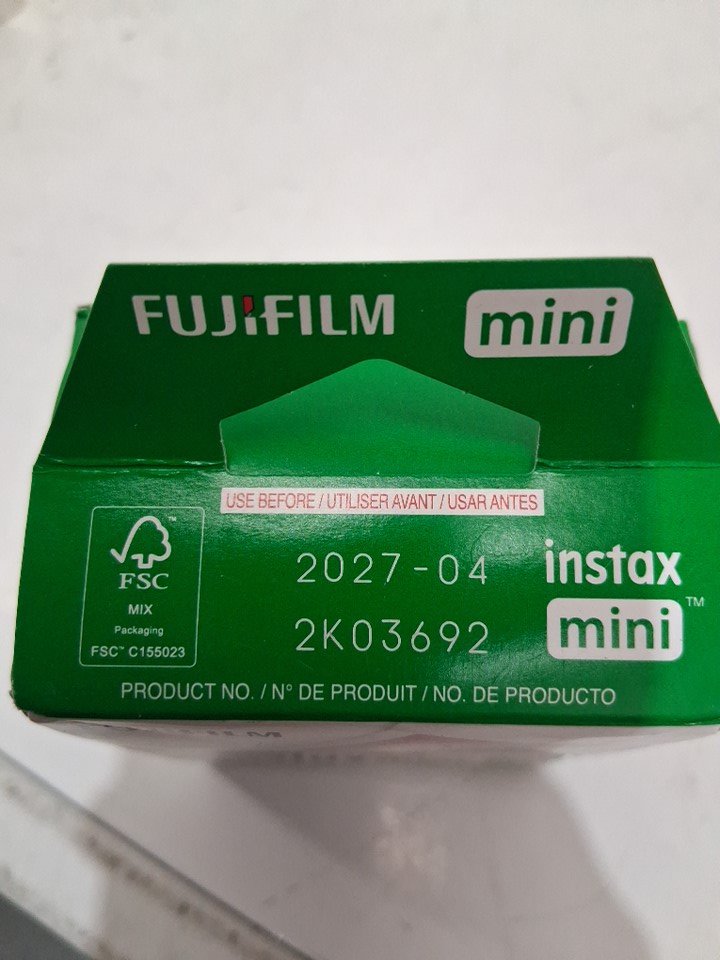 FUJIFILM mini
USE BEFORE / UTILISER AVANT / USAR ANTES
FSC™
MIX
Packaging
FSC™ C155023
2027-04
2K03692
instax
mini™
PRODUCT NO. / N° DE PRODUIT / NO. DE PRODUCTO